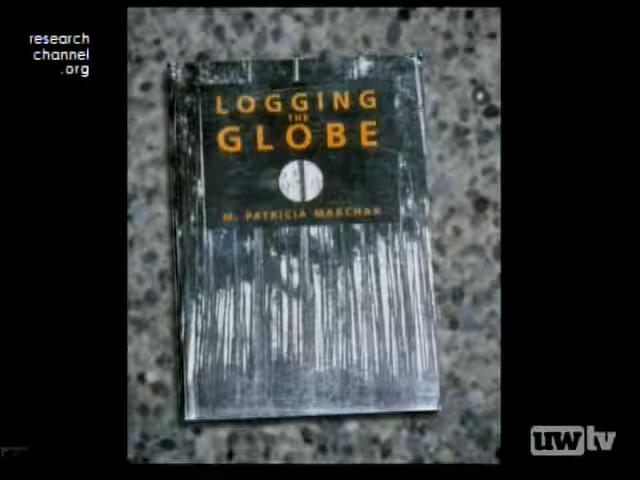 research
channel
.org
LOGGING
THE
GLOBE
M. PATRICIA MARCHAK
uwtv